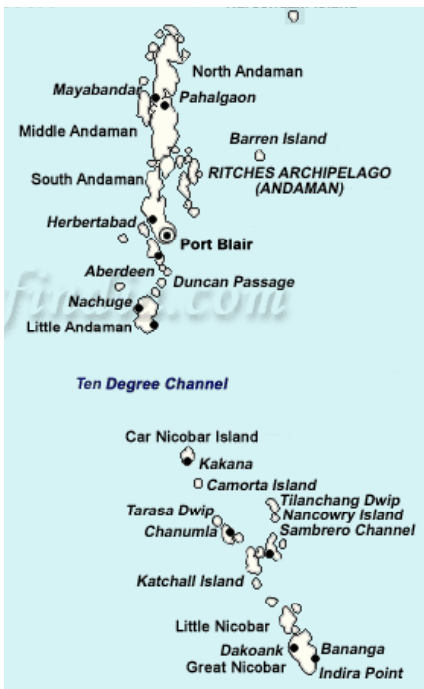 North Andaman
Mayabandar
Pahalgaon
Middle Andaman
Barren Island
South Andaman
RITCHES ARCHIPELAGO
(ANDAMAN)
Herbertabad
Port Blair
Aberdeen
Duncan Passage
findia.com
Nachuge
Little Andaman
Ten Degree Channel
Car Nicobar Island
Kakana
Camorta Island
Tilanchang Dwip
Tarasa Dwip
Nancowry Island
Chanumla
Sambrero Channel
Katchall Island
Little Nicobar
Dakoank
Bananga
Great Nicobar
Indira Point